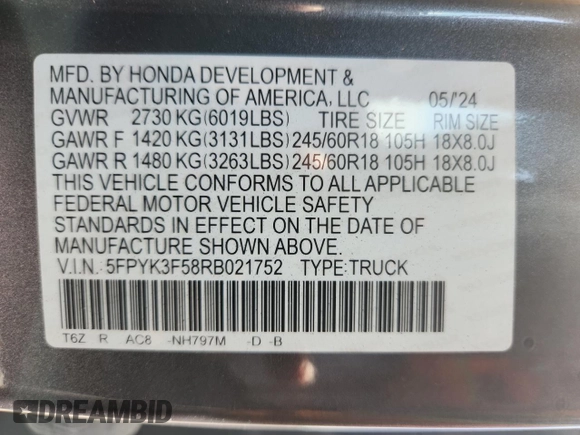 MFD. BY HONDA DEVELOPMENT &
MANUFACTURING OF AMERICA, LLC 05/'24
GVWR 2730 KG(6019LBS) TIRE SIZE RIM SIZE
GAWR F 1420 KG(3131LBS) 245/60R18 105H 18X8.0J
GAWR R 1480 KG(3263LBS) 245/60R18 105H 18X8.0J
THIS VEHICLE CONFORMS TO ALL APPLICABLE
FEDERAL MOTOR VEHICLE SAFETY
STANDARDS IN EFFECT ON THE DATE OF
MANUFACTURE SHOWN ABOVE.
V.I.N.: 5FPYK3F58RB021752 TYPE:TRUCK
T6Z R AC8 -NH797M -D -B
DREAMBID